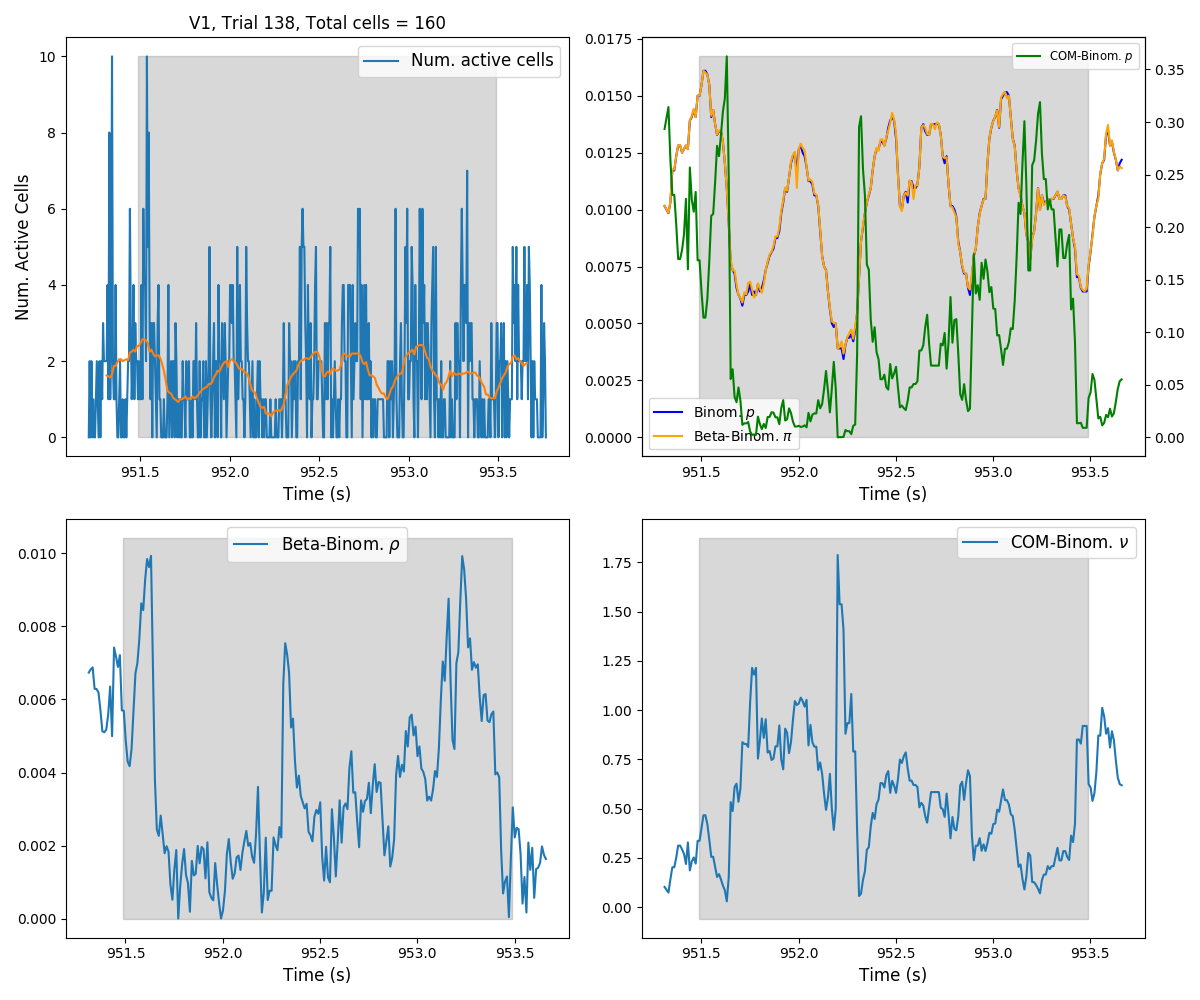 V1, Trial 138, Total cells = 160
Num. active cells
Num. Active Cells
10
8
6
4
2
0
951.5 952.0 952.5 953.0 953.5
Time (s)
COM-Binom. p
Binom. p
Beta-Binom. π
0.0175
0.0150
0.0125
0.0100
0.0075
0.0050
0.0025
0.0000
0.35
0.30
0.25
0.20
0.15
0.10
0.05
0.00
951.5 952.0 952.5 953.0 953.5
Time (s)
Beta-Binom. ρ
0.010
0.008
0.006
0.004
0.002
0.000
951.5 952.0 952.5 953.0 953.5
Time (s)
COM-Binom. ν
1.75
1.50
1.25
1.00
0.75
0.50
0.25
0.00
951.5 952.0 952.5 953.0 953.5
Time (s)